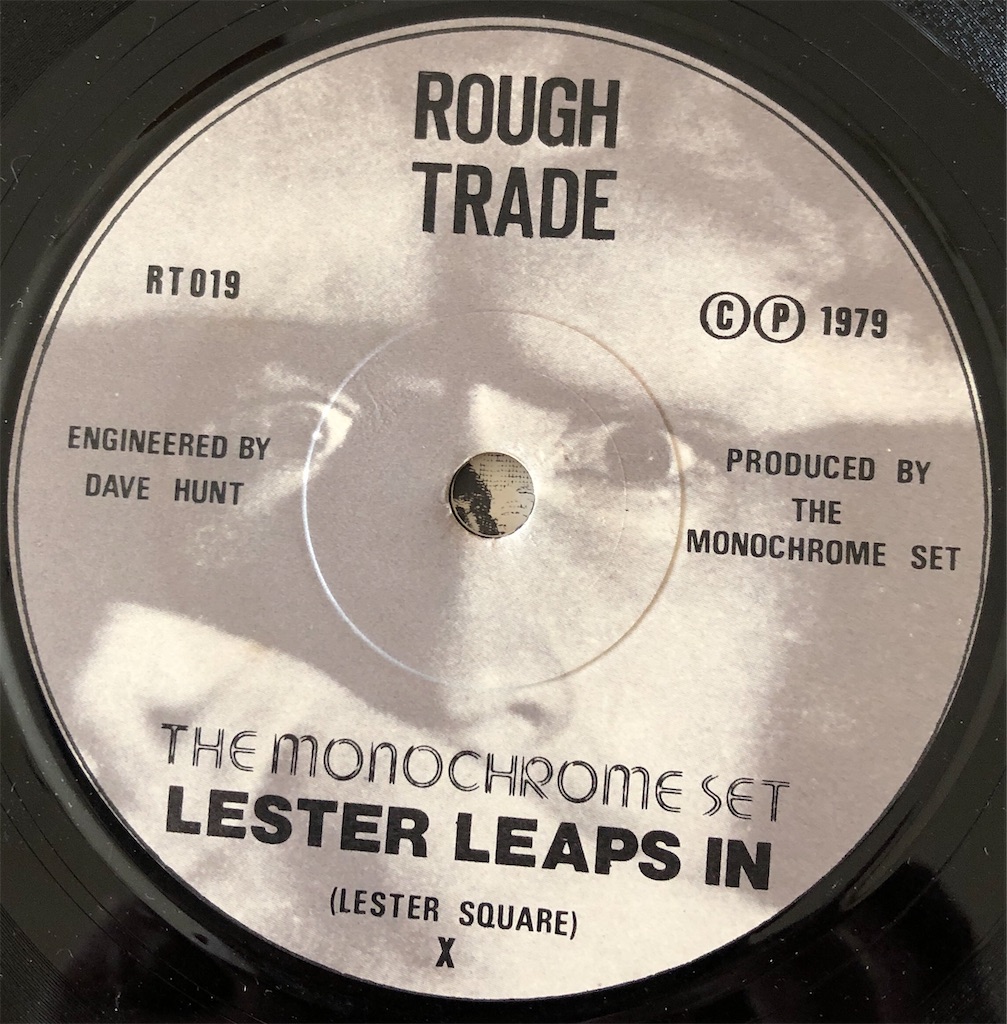 ROUGH
TRADE
RT019
Ⓒ Ⓟ 1979
ENGINEERED BY
DAVE HUNT
PRODUCED BY
THE
MONOCHROME SET
THE MONOCHROME SET
LESTER LEAPS IN
(LESTER SQUARE)
X